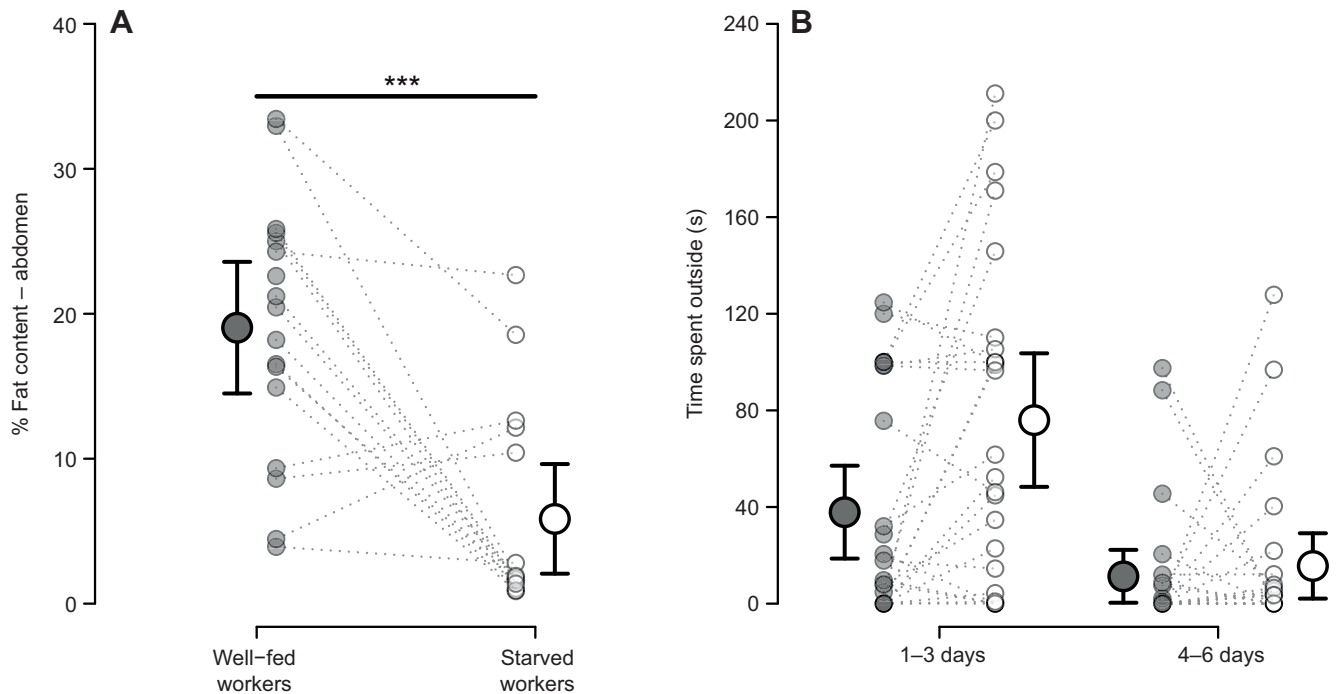 A
% Fat content – abdomen
40
30
20
10
0
***
Well–fed
workers
Starved
workers
B
Time spent outside (s)
240
200
160
120
80
40
0
1–3 days
4–6 days